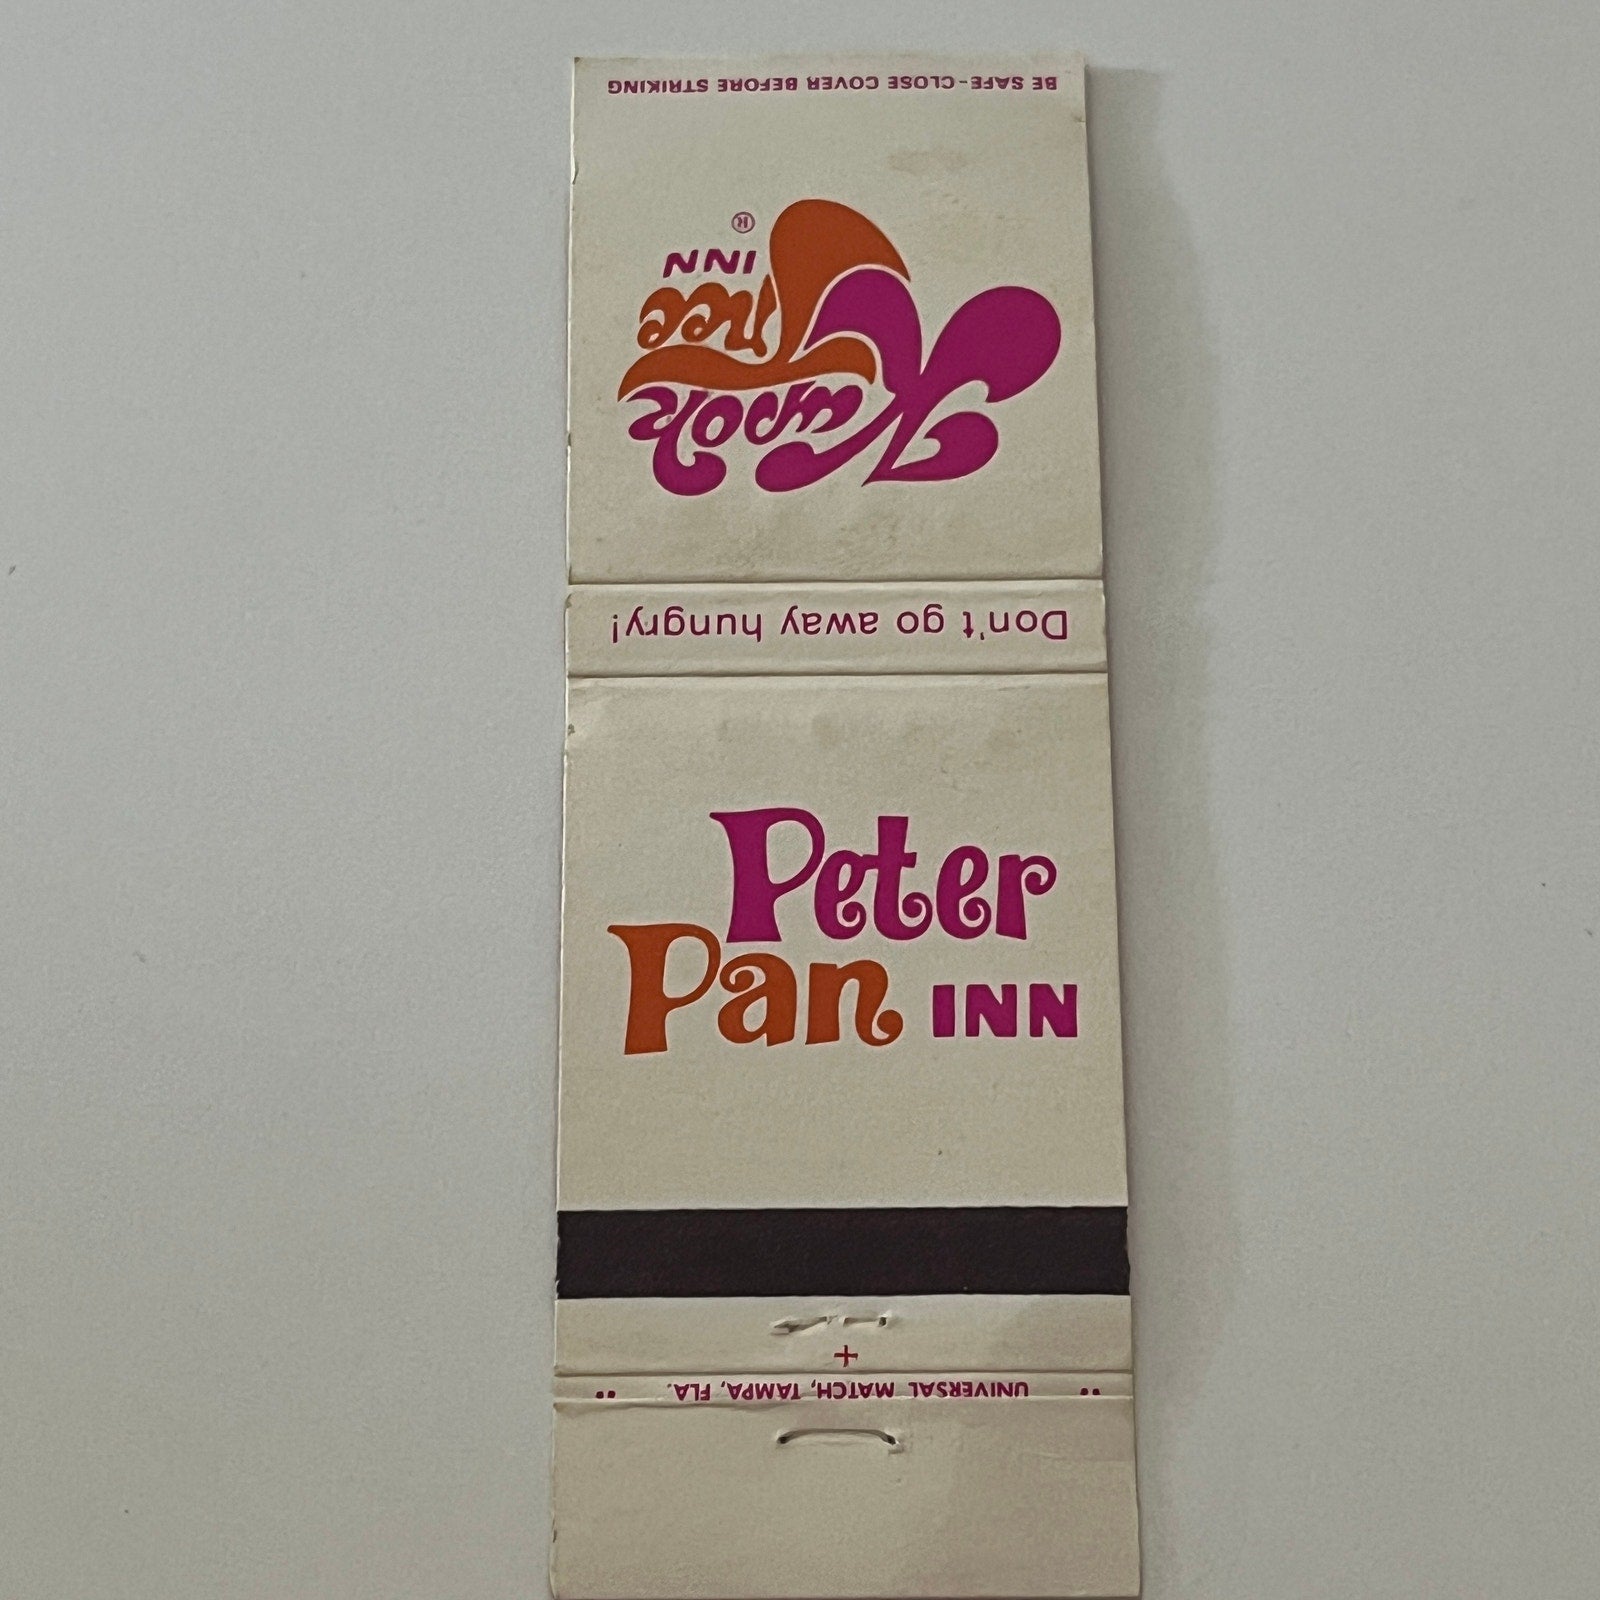 BE SAFE-CLOSE COVER BEFORE STRIKING
Kapok
Tree
INN
®
Don't go away hungry!
Peter
Pan INN
+
UNIVERSAL MATCH, TAMPA, FLA.